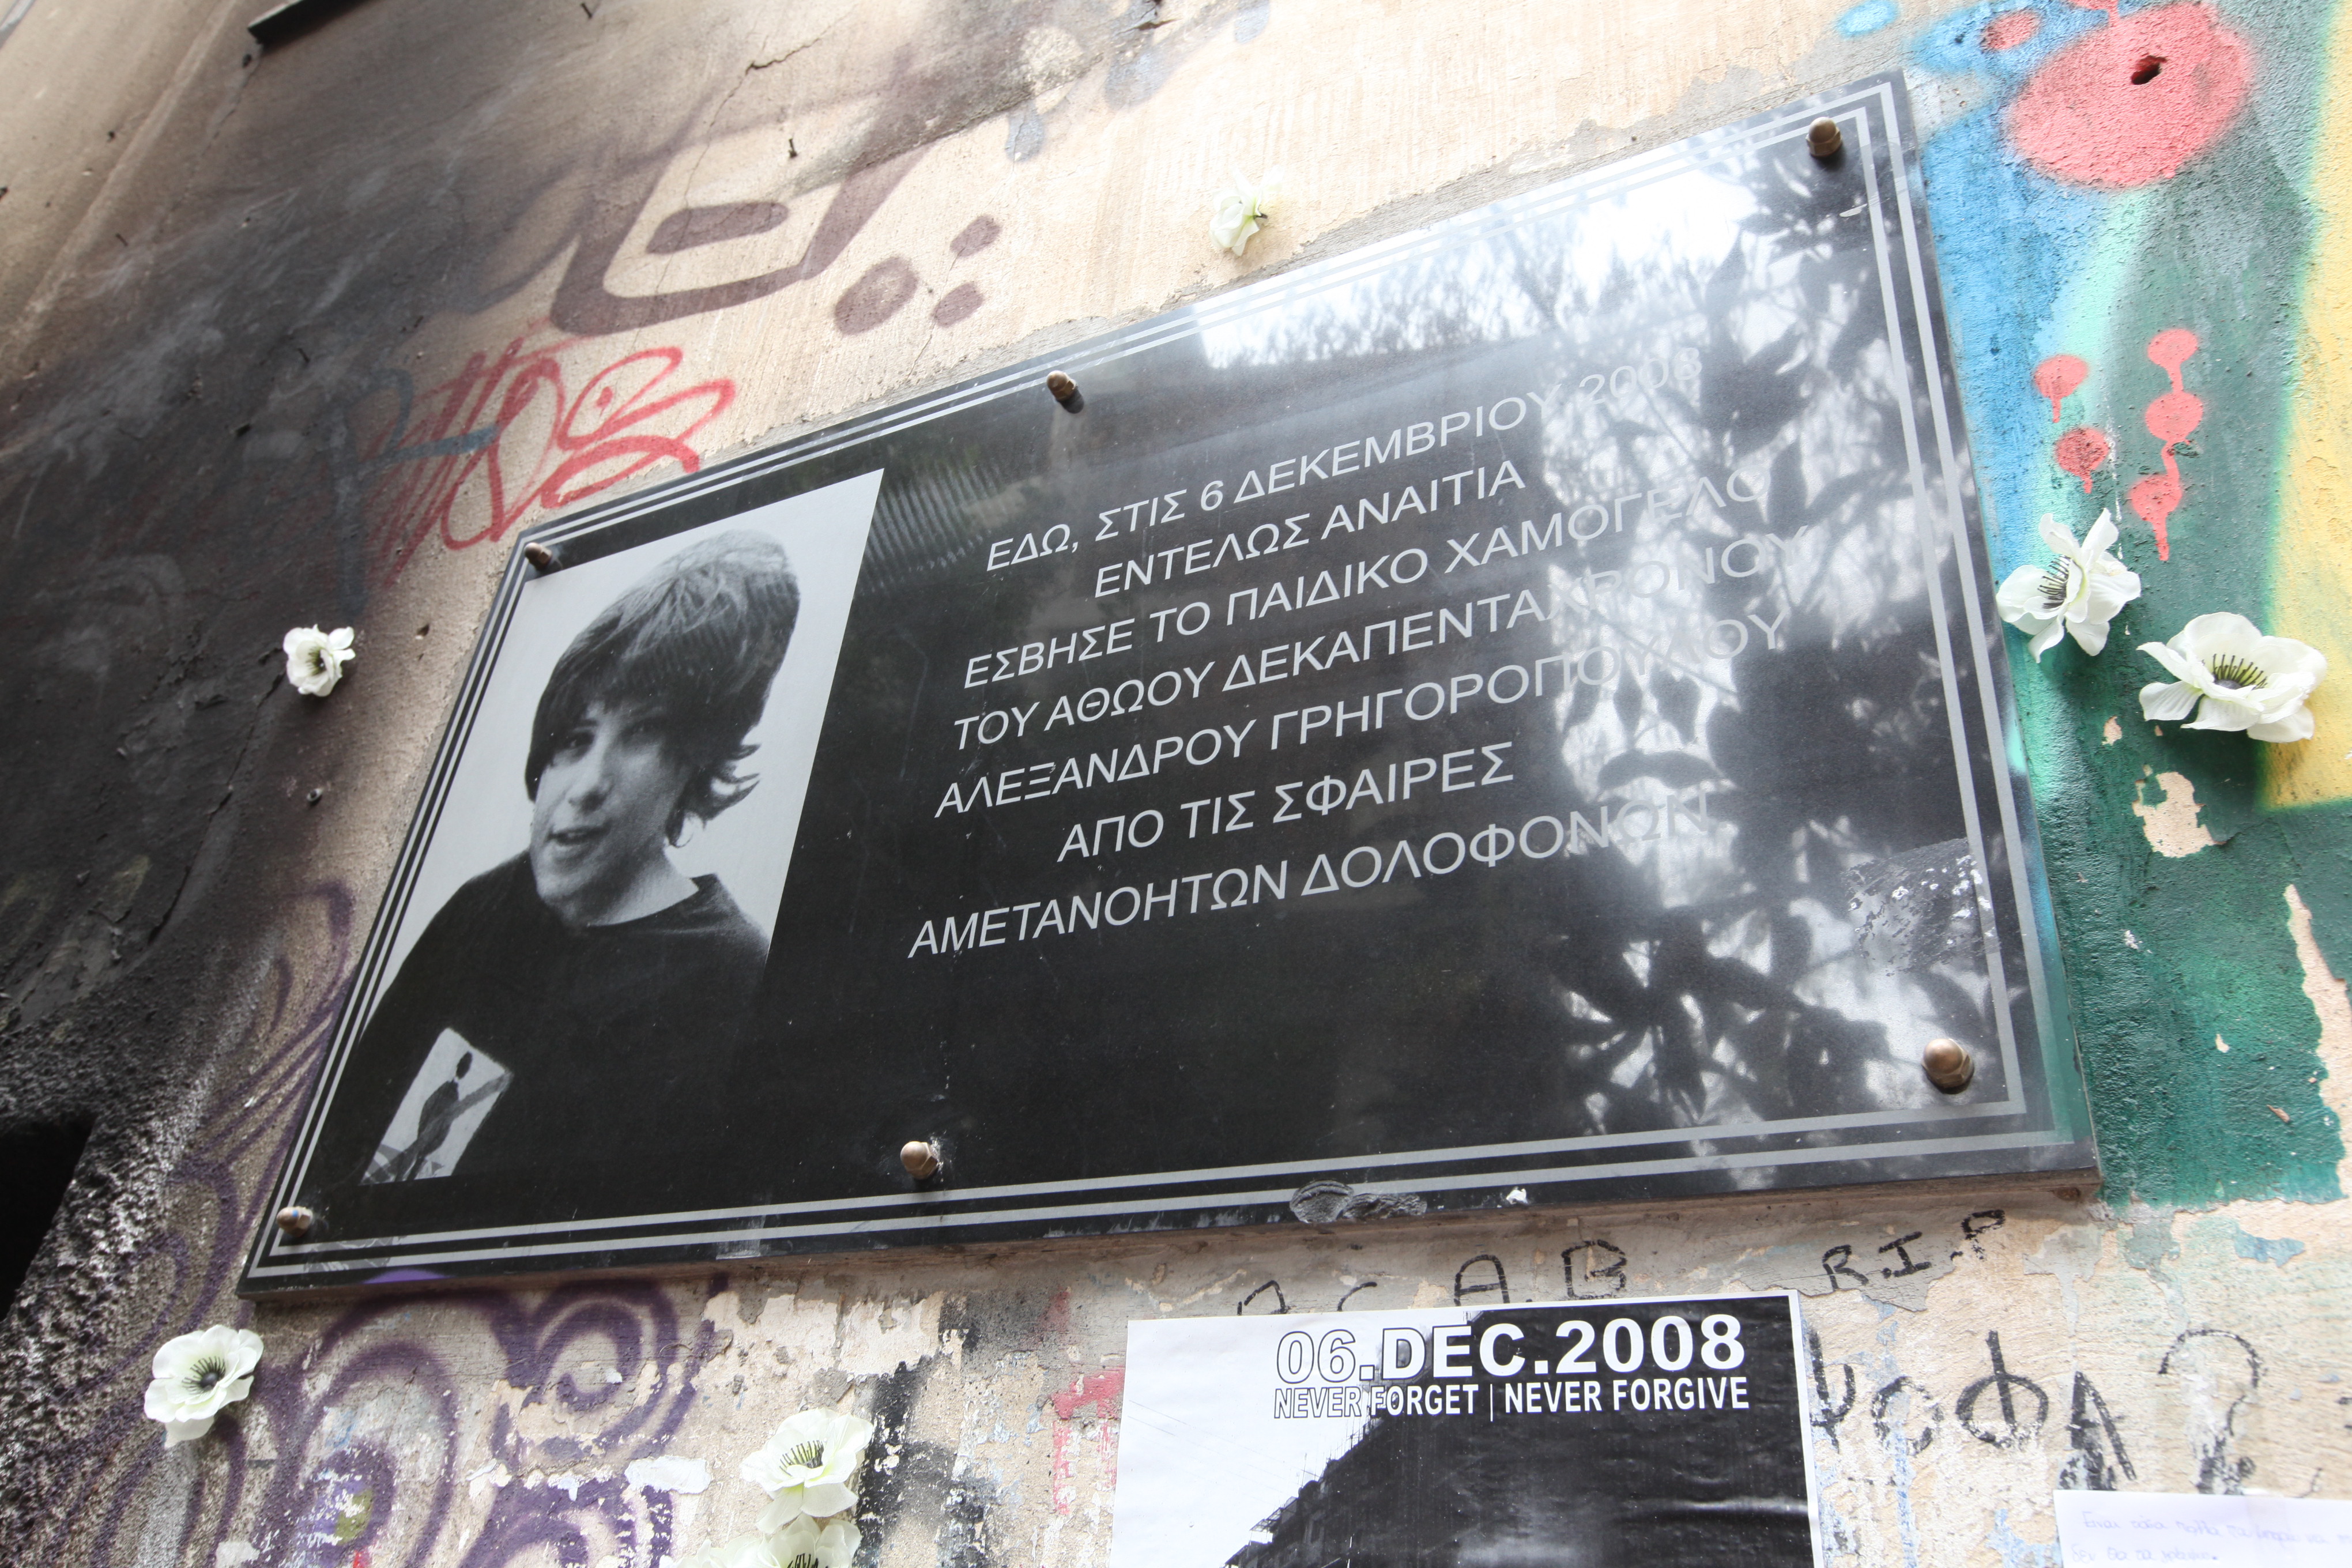 ΕΔΩ, ΣΤΙΣ 6 ΔΕΚΕΜΒΡΙΟΥ 2008
ΕΝΤΕΛΩΣ ΑΝΑΙΤΙΑ
ΕΣΒΗΣΕ ΤΟ ΠΑΙΔΙΚΟ ΧΑΜΟΓΕΛΟ
ΤΟΥ ΑΘΩΟΥ ΔΕΚΑΠΕΝΤΑΧΡΟΝΟΥ
ΑΛΕΞΑΝΔΡΟΥ ΓΡΗΓΟΡΟΠΟΥΛΟΥ
ΑΠΟ ΤΙΣ ΣΦΑΙΡΕΣ
ΑΜΕΤΑΝΟΗΤΩΝ ΔΟΛΟΦΟΝΩΝ
A.C.A.B
R.I.P
06.DEC.2008
NEVER FORGET | NEVER FORGIVE